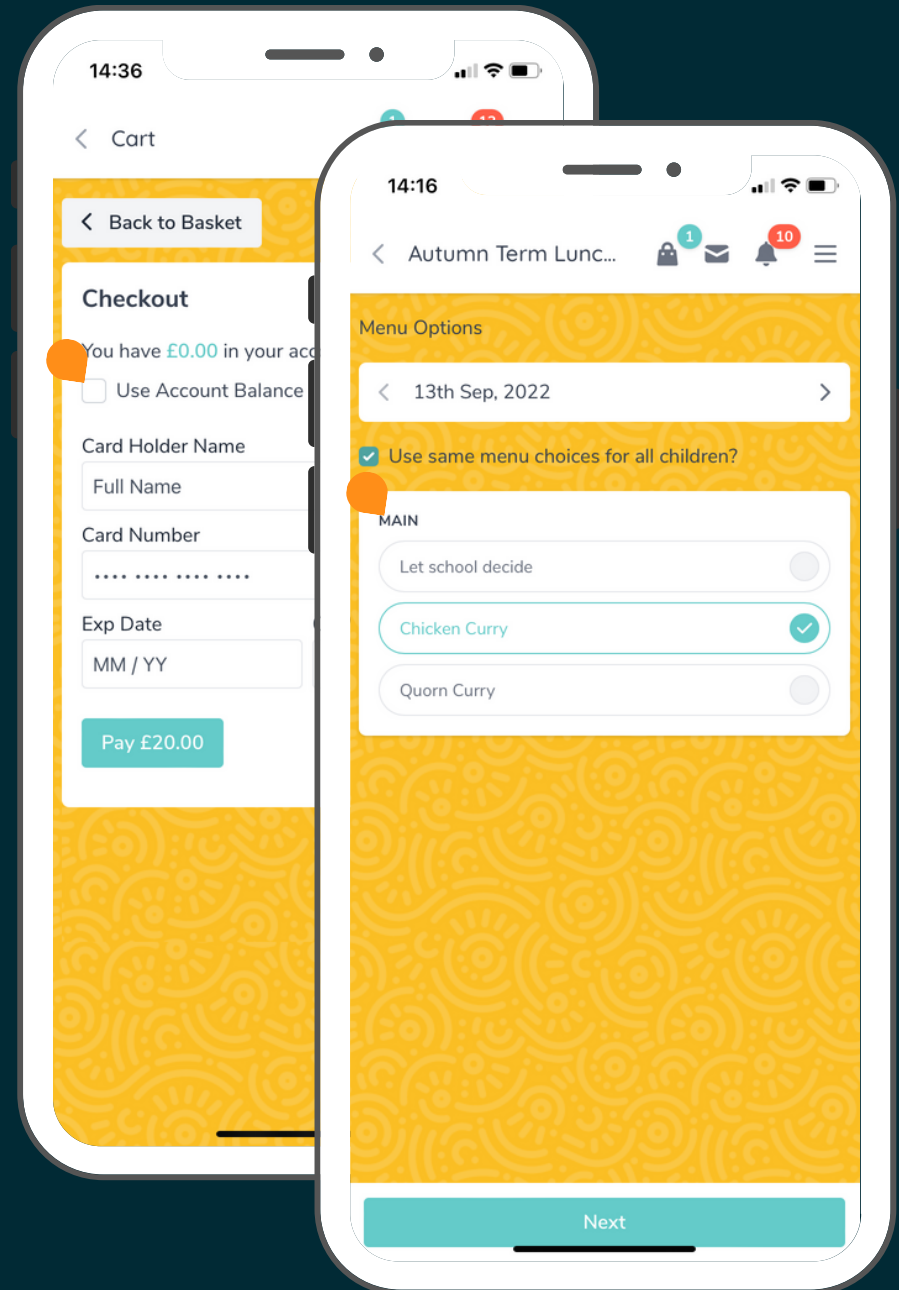 14:36
Cart
Back to Basket
Checkout
You have £0.00 in your acc
Use Account Balance
Card Holder Name
Full Name
Card Number
•••• •••• •••• ••••
Exp Date
MM / YY
Pay £20.00
14:16
Autumn Term Lunc...
1
10
Menu Options
13th Sep, 2022
Use same menu choices for all children?
MAIN
Let school decide
Chicken Curry
Quorn Curry
Next